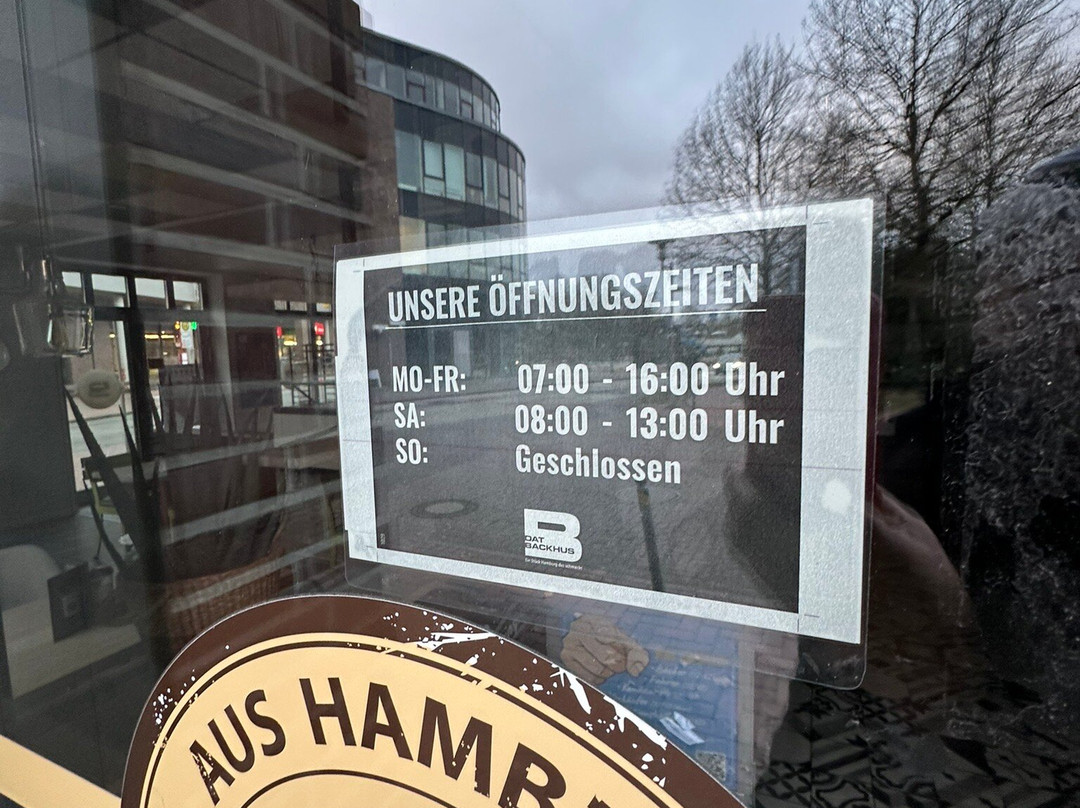 UNSERE ÖFFNUNGSZEITEN
MO-FR: 07:00 - 16:00 Uhr
SA: 08:00 - 13:00 Uhr
SO: Geschlossen
B
DAT
BACKHUS
AUS HAMB